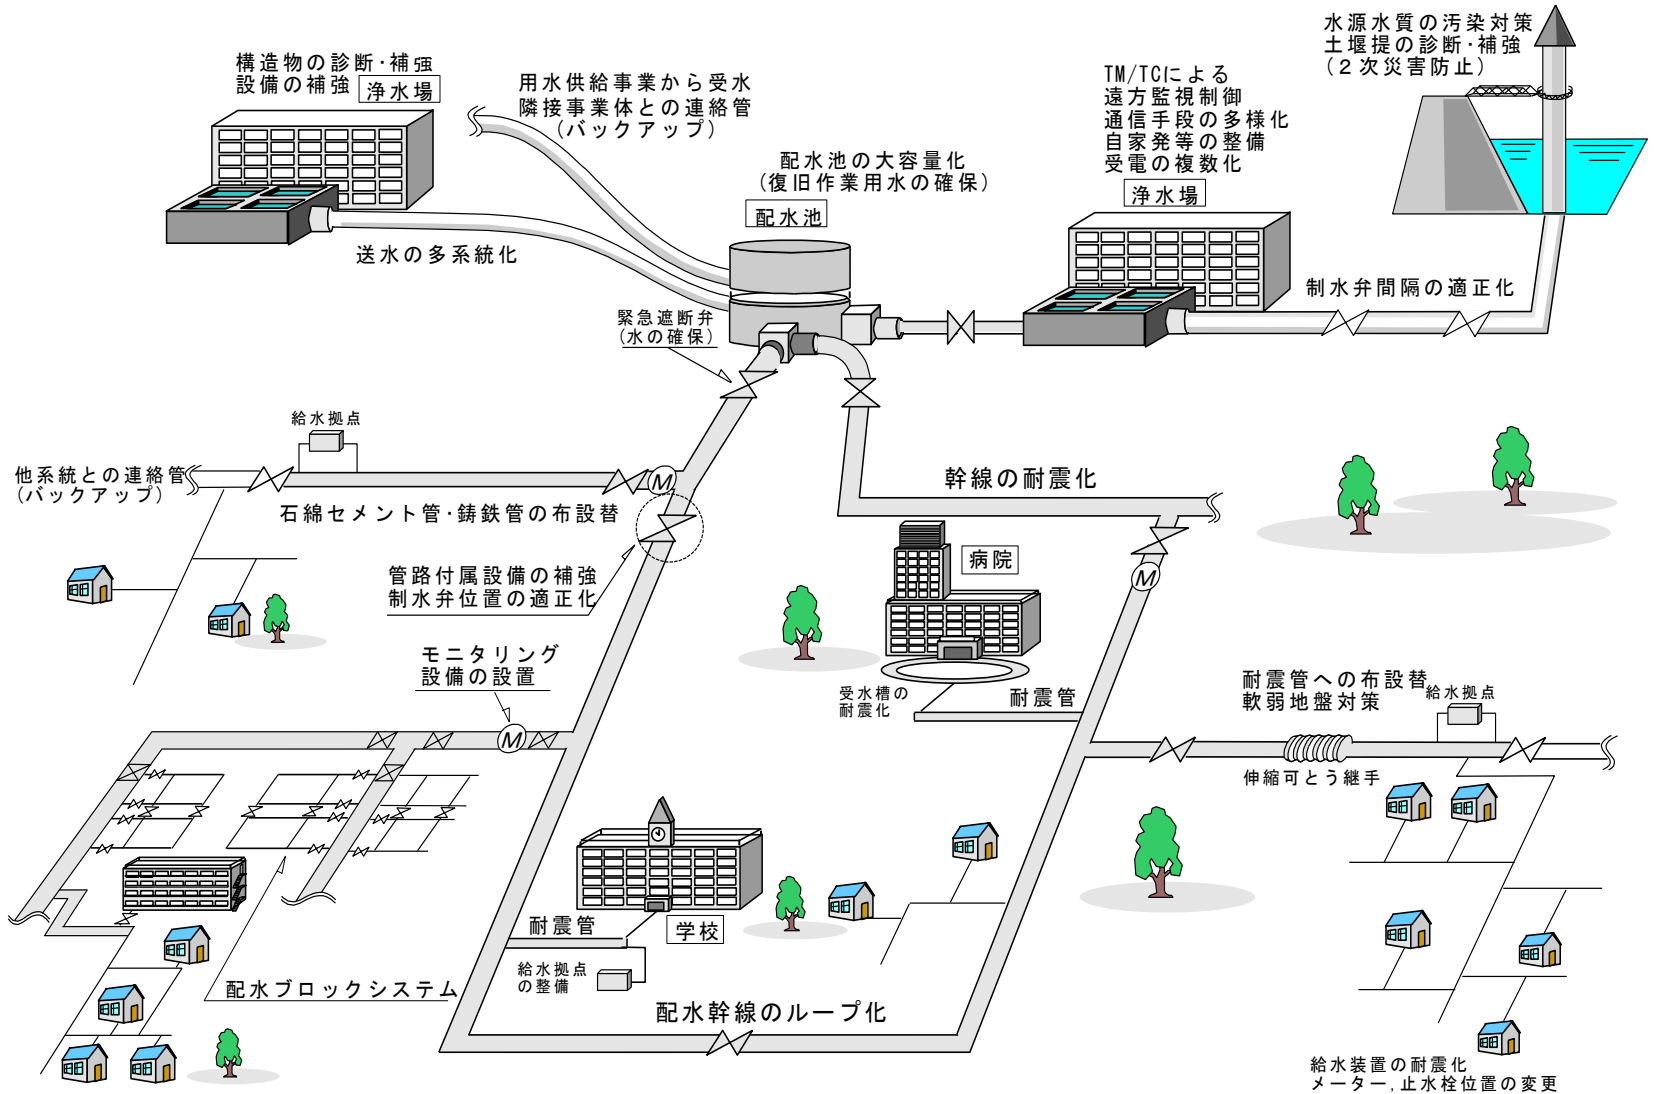 構造物の診断･補強
設備の補強
浄水場
用水供給事業から受水
隣接事業体との連絡管
(バックアップ)
配水池の大容量化
(復旧作業用水の確保)
配水池
TM/TCによる
遠方監視制御
通信手段の多様化
自家発等の整備
受電の複数化
浄水場
水源水質の汚染対策
土堰提の診断･補強
(２次災害防止)
送水の多系統化
制水弁間隔の適正化
緊急遮断弁
(水の確保)
給水拠点
他系統との連絡管
(バックアップ)
M
石綿セメント管･鋳鉄管の布設替
幹線の耐震化
管路付属設備の補強
制水弁位置の適正化
病院
M
モニタリング
設備の設置
M
受水槽の
耐震化
耐震管
耐震管への布設替
軟弱地盤対策
給水拠点
伸縮可とう継手
耐震管
学校
給水拠点
の整備
配水ブロックシステム
配水幹線のループ化
給水装置の耐震化
メーター,止水栓位置の変更